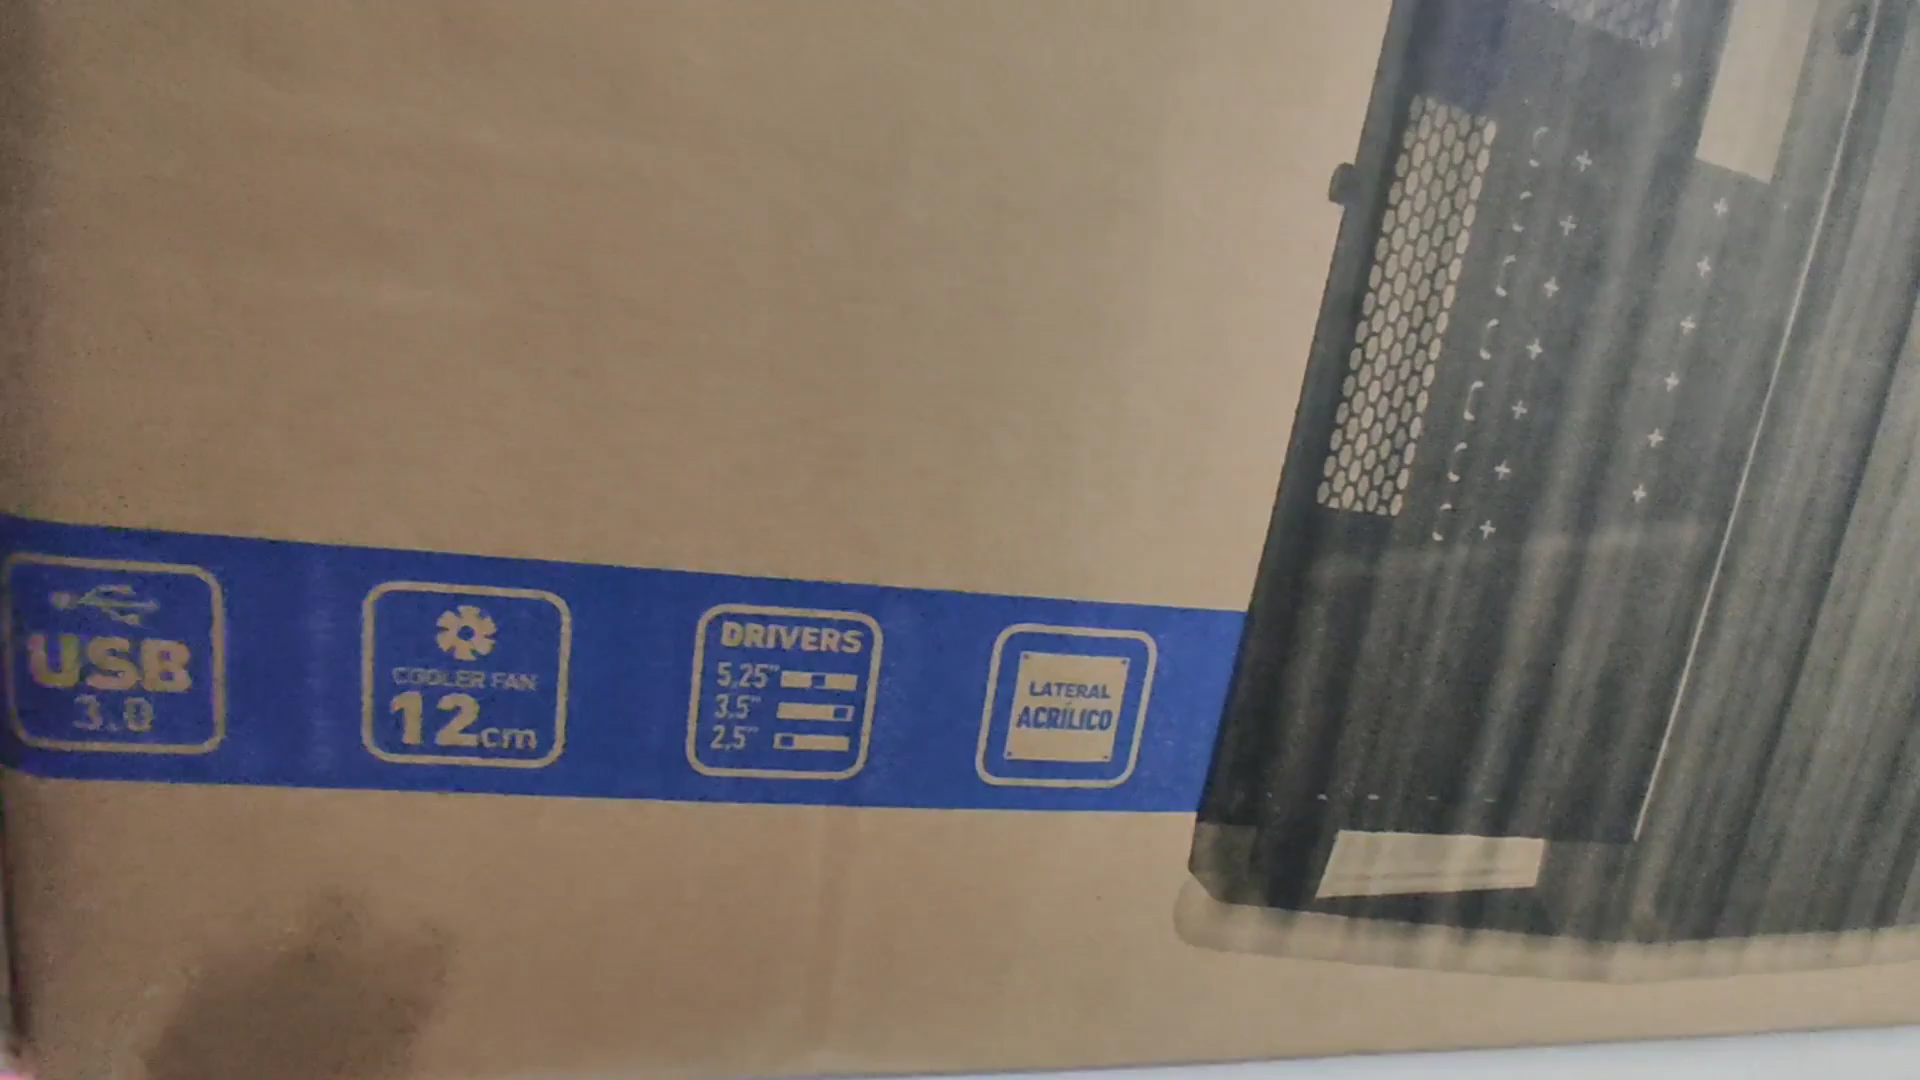 USB
3.0
COOLER FAN
12cm
DRIVERS
5,25"
3.5"
2.5"
LATERAL
ACRÍLICO